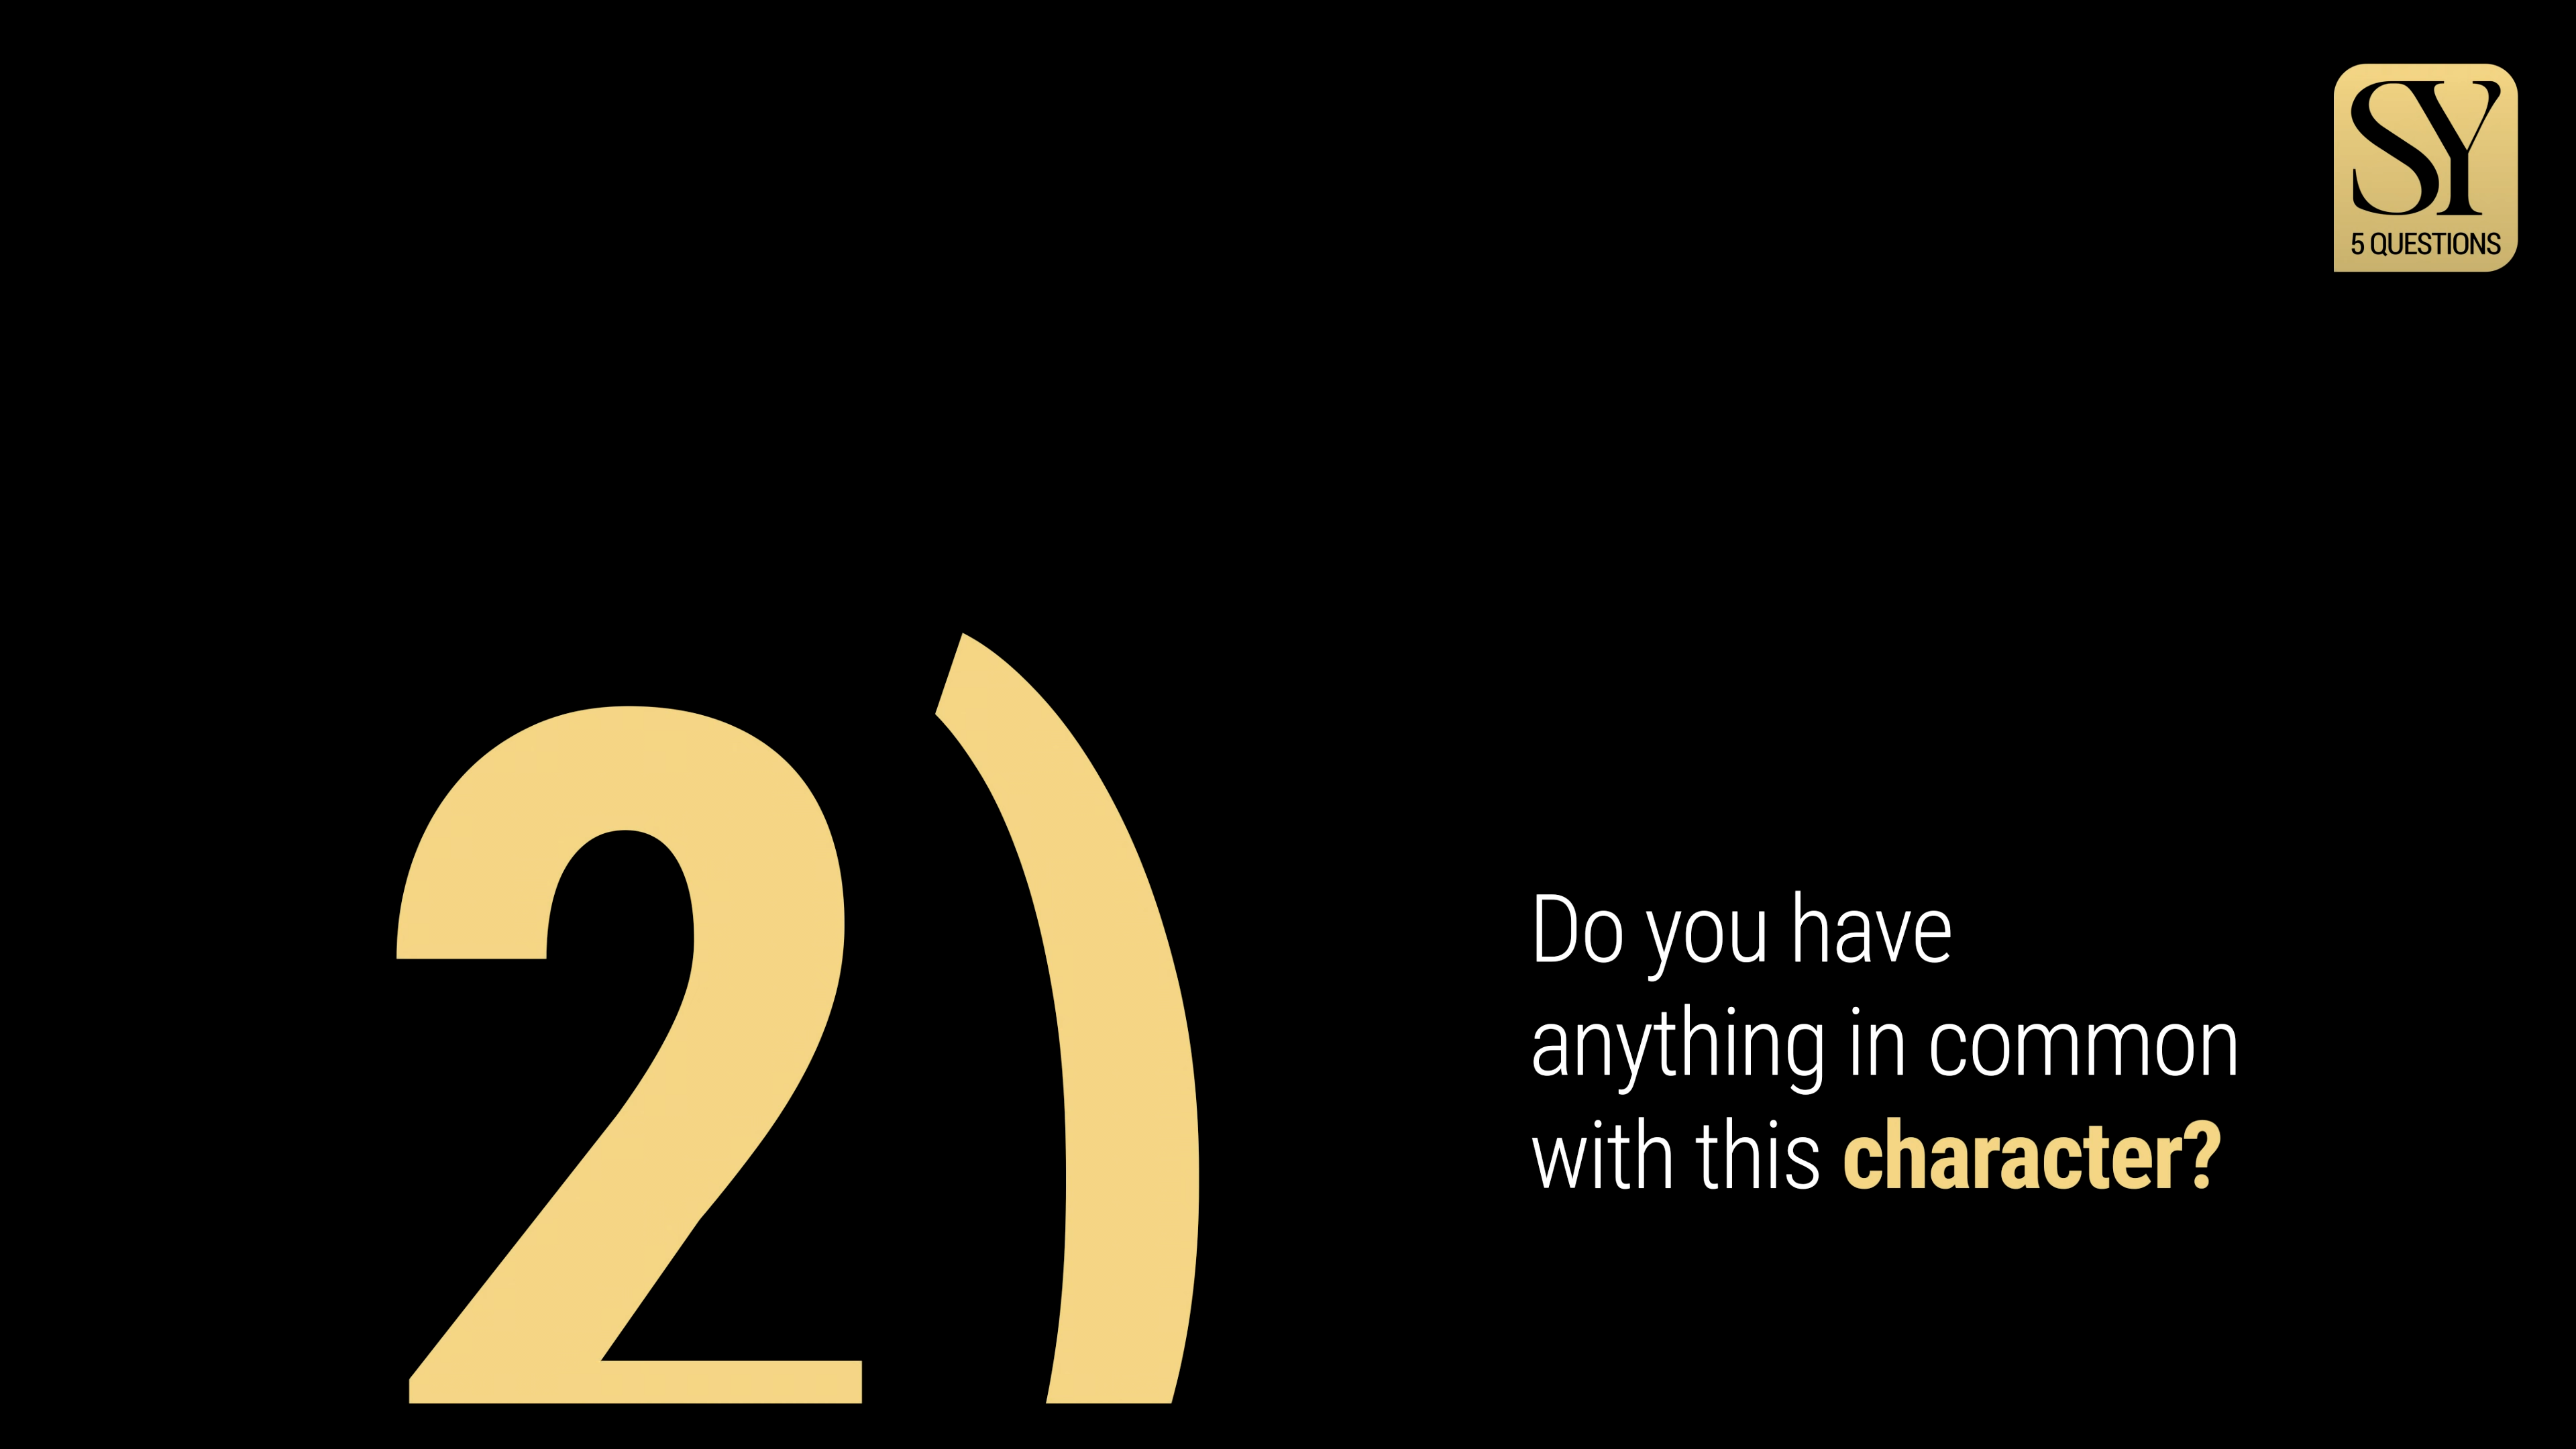 SY
5 QUESTIONS
2)
Do you have
anything in common
with this character?